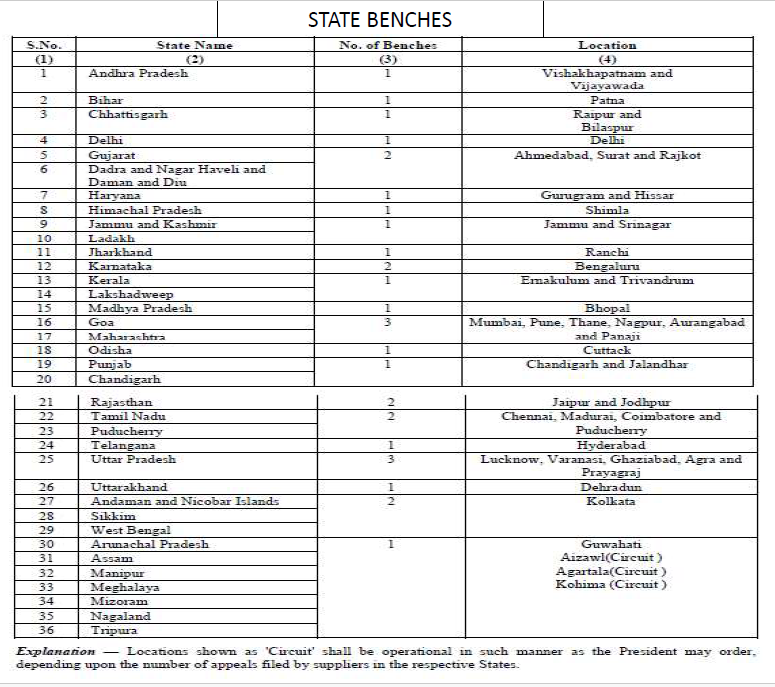 STATE BENCHES
S.No. State Name No. of Benches Location
(1) (2) (3) (4)
1 Andhra Pradesh 1 Vishakhapatnam and
Vijayawada
2 Bihar 1 Patna
3 Chhattisgarh 1 Raipur and
Bilaspur
4 Delhi 1 Delhi
5 Gujarat 2 Ahmedabad, Surat and Rajkot
6 Dadra and Nagar Haveli and
Daman and Diu
7 Haryana 1 Gurugram and Hissar
8 Himachal Pradesh 1 Shimla
9 Jammu and Kashmir 1 Jammu and Srinagar
10 Ladakh
11 Jharkhand 1 Ranchi
12 Karnataka 2 Bengaluru
13 Kerala 1 Ernakulum and Trivandrum
14 Lakshadweep
15 Madhya Pradesh 1 Bhopal
16 Goa 3 Mumbai, Pune, Thane, Nagpur, Aurangabad
17 Maharashtra and Panaji
18 Odisha 1 Cuttack
19 Punjab 1 Chandigarh and Jalandhar
20 Chandigarh
21 Rajasthan 2 Jaipur and Jodhpur
22 Tamil Nadu 2 Chennai, Madurai, Coimbatore and
23 Puducherry Puducherry
24 Telangana 1 Hyderabad
25 Uttar Pradesh 3 Lucknow, Varanasi, Ghaziabad, Agra and
Prayagraj
26 Uttarakhand 1 Dehradun
27 Andaman and Nicobar Islands 2 Kolkata
28 Sikkim
29 West Bengal
30 Arunachal Pradesh 1 Guwahati
31 Assam Aizawl(Circuit )
32 Manipur Agartala(Circuit )
33 Meghalaya Kohima (Circuit )
34 Mizoram
35 Nagaland
36 Tripura
Explanation — Locations shown as 'Circuit' shall be operational in such manner as the President may order,
depending upon the number of appeals filed by suppliers in the respective States.